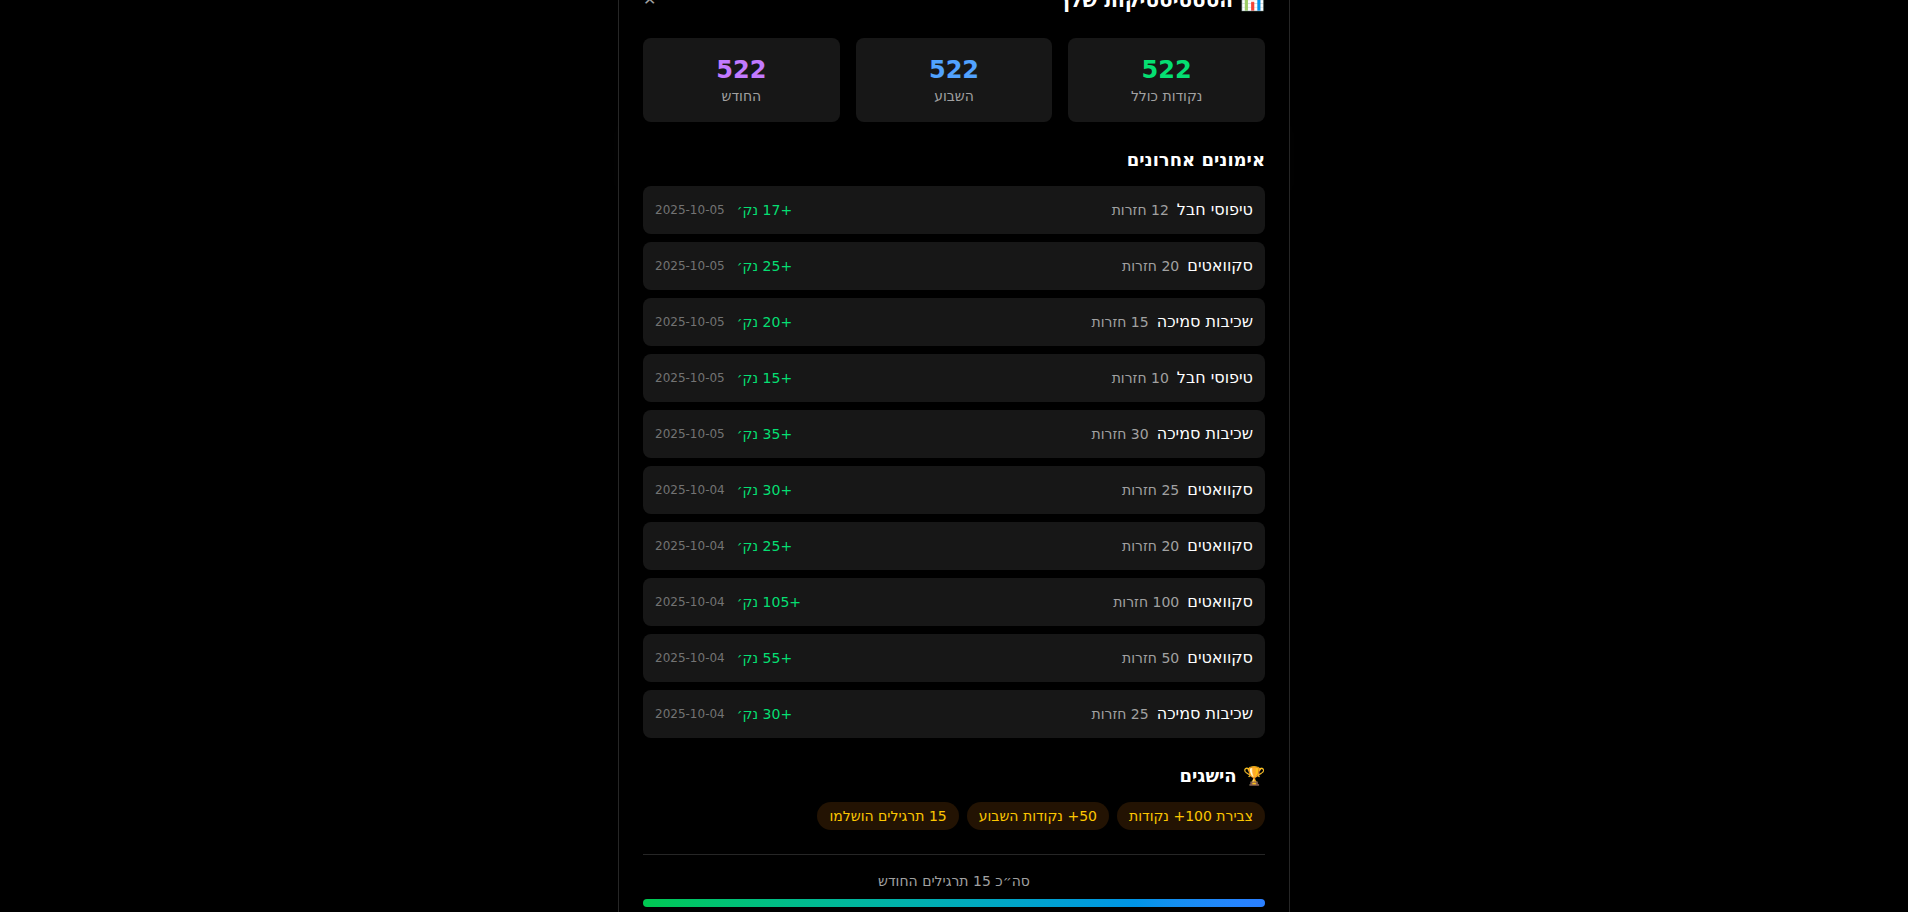 📊 הסטטיסטיקות שלך ×
522 522 522
נקודות כולל השבוע החודש
אימונים אחרונים
טיפוסי חבל 12 חזרות +17 נק׳ 2025-10-05
סקוואטים 20 חזרות +25 נק׳ 2025-10-05
שכיבות סמיכה 15 חזרות +20 נק׳ 2025-10-05
טיפוסי חבל 10 חזרות +15 נק׳ 2025-10-05
שכיבות סמיכה 30 חזרות +35 נק׳ 2025-10-05
סקוואטים 25 חזרות +30 נק׳ 2025-10-04
סקוואטים 20 חזרות +25 נק׳ 2025-10-04
סקוואטים 100 חזרות +105 נק׳ 2025-10-04
סקוואטים 50 חזרות +55 נק׳ 2025-10-04
שכיבות סמיכה 25 חזרות +30 נק׳ 2025-10-04
🏆 הישגים
צבירת 100+ נקודות 50+ נקודות השבוע 15 תרגילים הושלמו
סה״כ 15 תרגילים החודש